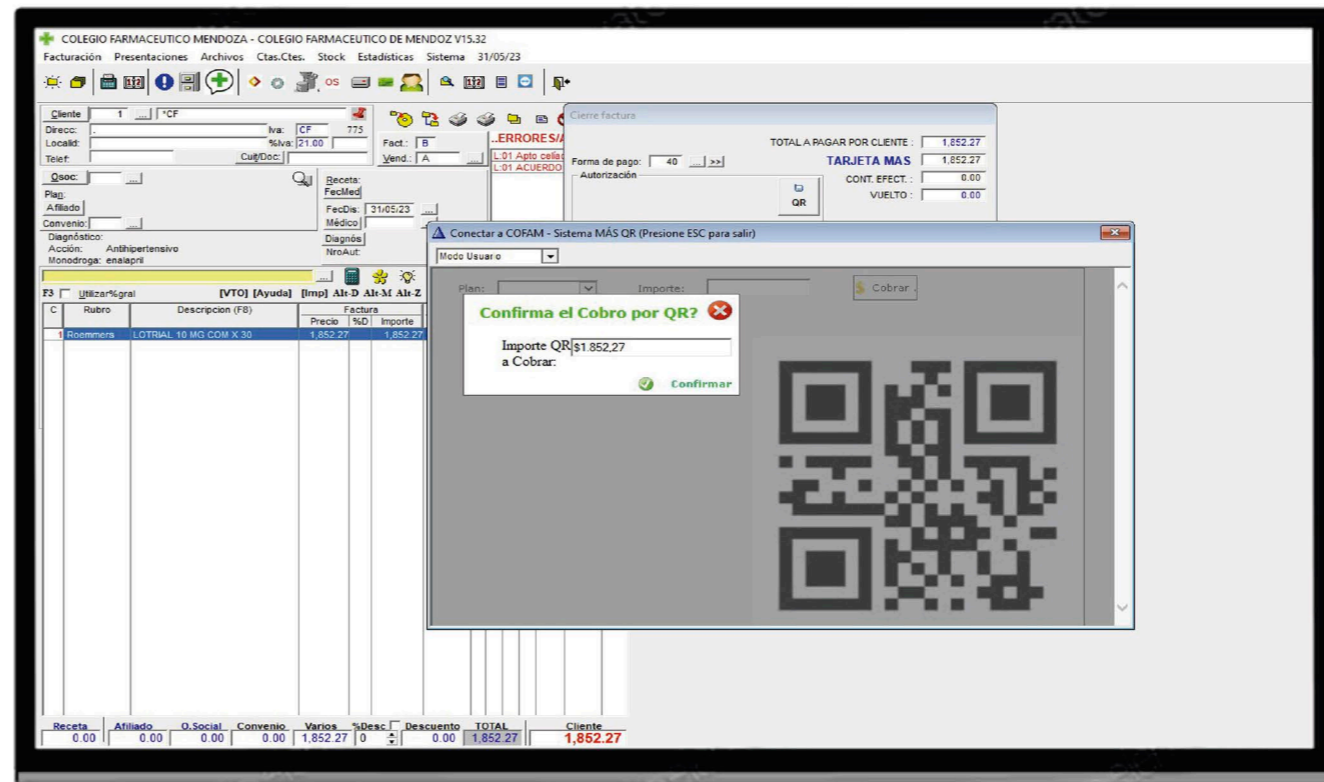 COLEGIO FARMACEUTICO MENDOZA - COLEGIO FARMACEUTICO DE MENDOZ V15.32
Facturación Presentaciones Archivos Ctas.Ctes. Stock Estadísticas Sistema 31/05/23
OS
Cliente 1 ... *CF
Direcc: . Iva: CF 775
Localid: %Iva: 21.00 Fact.: B
Telef: Cuit/Doc: Vend.: A ...
..ERRORES/A
L:01 Apto celíac
L:01 ACUERDO
Cierre factura
TOTAL A PAGAR POR CLIENTE : 1,852.27
Forma de pago: 40 ... >> TARJETA MAS 1,852.27
Autorización CONT. EFECT. : 0.00
QR VUELTO : 0.00
Osoc: ... Receta:
Plan: FecMed
Afiliado FecDis: 31/05/23 ...
Convenio: ... Médico
Diagnóstico: Diagnós
Acción: Antihipertensivo NroAut:
Monodroga: enalapril
...
F3 Utilizar%gral [VTO] [Ayuda] [Imp] Alt-D Alt-M Alt-Z
C Rubro Descripcion (F8) Factura
Precio %D Importe
1 Roemmers LOTRIAL 10 MG COM X 30 1,852.27 1,852.27
Conectar a COFAM - Sistema MÁS QR (Presione ESC para salir)
Modo Usuario
Plan: Importe: $ Cobrar
Confirma el Cobro por QR?
Importe QR $1.852,27
a Cobrar:
Confirmar
Receta Afiliado O.Social Convenio Varios %Desc Descuento TOTAL Cliente
0.00 0.00 0.00 0.00 1,852.27 0 0.00 1,852.27 1,852.27